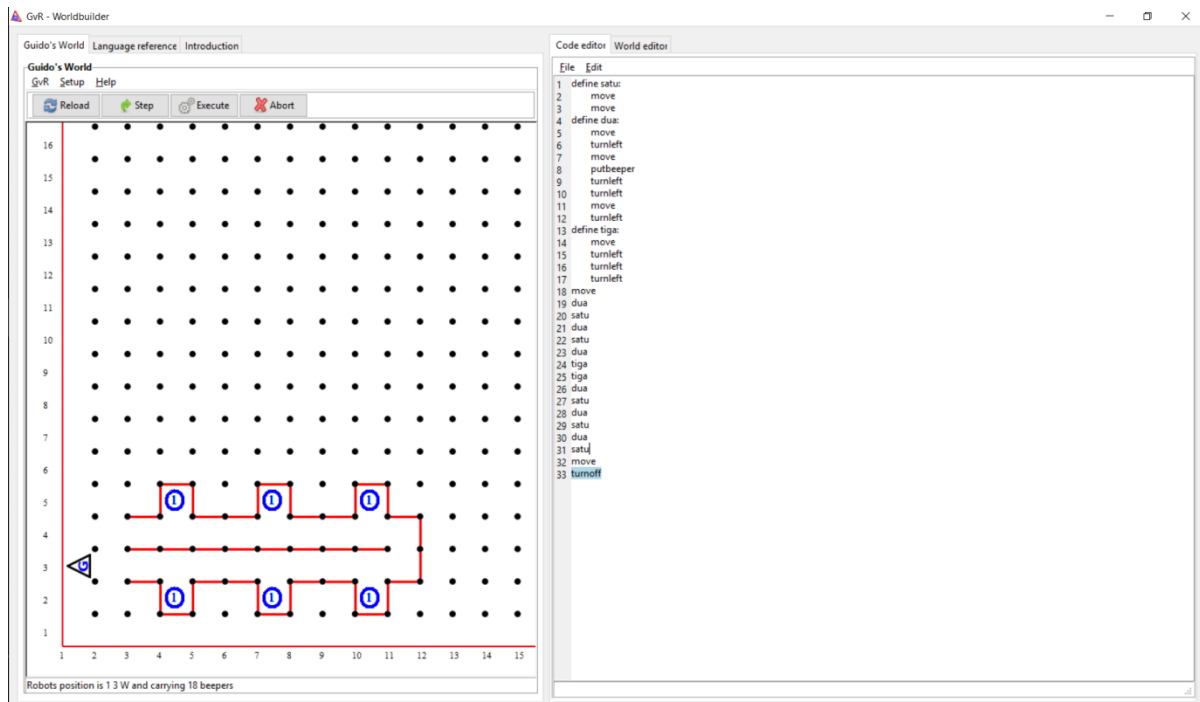 GvR - Worldbuilder
Guido's World Language reference Introduction
Guido's World
GvR Setup Help
Reload Step Execute Abort
16
15
14
13
12
11
10
9
8
7
6
5
4
3
2
1
1 1 1
G
1 1 1
1 2 3 4 5 6 7 8 9 10 11 12 13 14 15
Robots position is 1 3 W and carrying 18 beepers
Code editor World editor
File Edit
1 define satu:
2 move
3 move
4 define dua:
5 move
6 turnleft
7 move
8 putbeeper
9 turnleft
10 turnleft
11 move
12 turnleft
13 define tiga:
14 move
15 turnleft
16 turnleft
17 turnleft
18 move
19 dua
20 satu
21 dua
22 satu
23 dua
24 tiga
25 tiga
26 dua
27 satu
28 dua
29 satu
30 dua
31 satu
32 move
33 turnoff